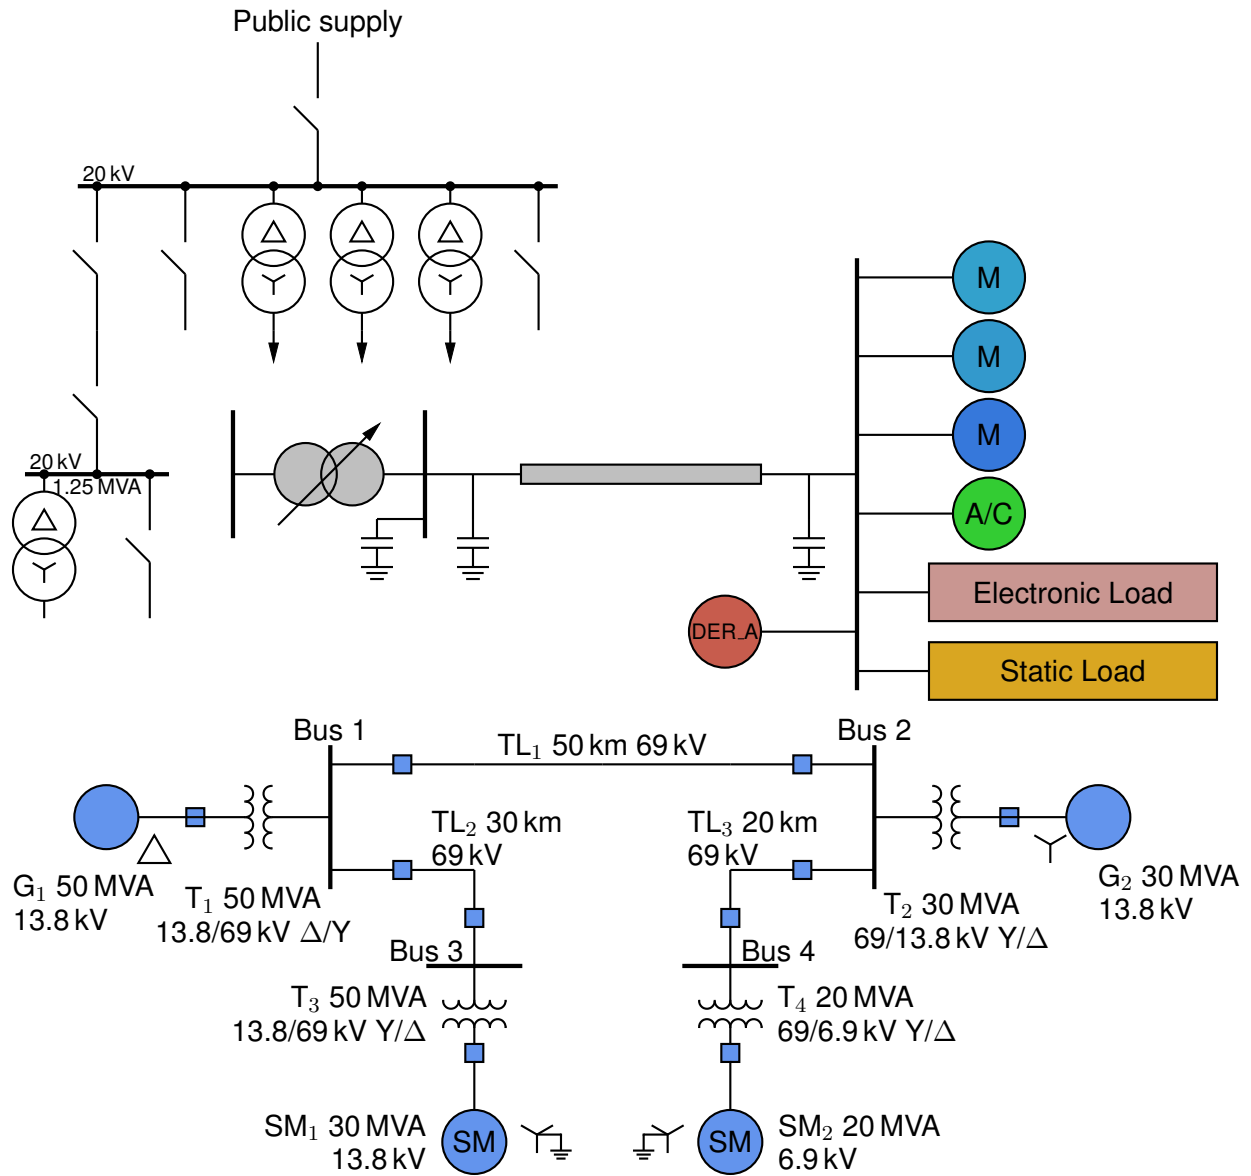 Public supply
20 kV
20 kV
1.25 MVA
M
M
M
A/C
Electronic Load
DER_A
Static Load
Bus 1
Bus 2
TL₁ 50 km 69 kV
TL₂ 30 km
69 kV
TL₃ 20 km
69 kV
G₁ 50 MVA
13.8 kV
T₁ 50 MVA
13.8/69 kV Δ/Y
T₂ 30 MVA
69/13.8 kV Y/Δ
G₂ 30 MVA
13.8 kV
Bus 3
Bus 4
T₃ 50 MVA
13.8/69 kV Y/Δ
T₄ 20 MVA
69/6.9 kV Y/Δ
SM₁ 30 MVA
13.8 kV
SM
SM
SM₂ 20 MVA
6.9 kV